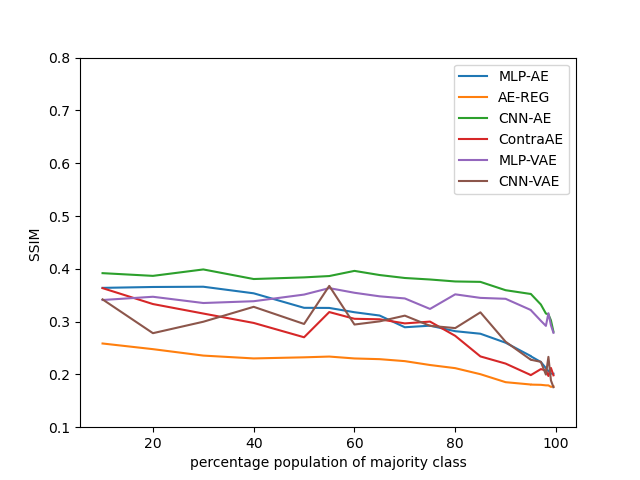 0.8
0.7
0.6
0.5
0.4
0.3
0.2
0.1
SSIM
MLP-AE
AE-REG
CNN-AE
ContraAE
MLP-VAE
CNN-VAE
20 40 60 80 100
percentage population of majority class